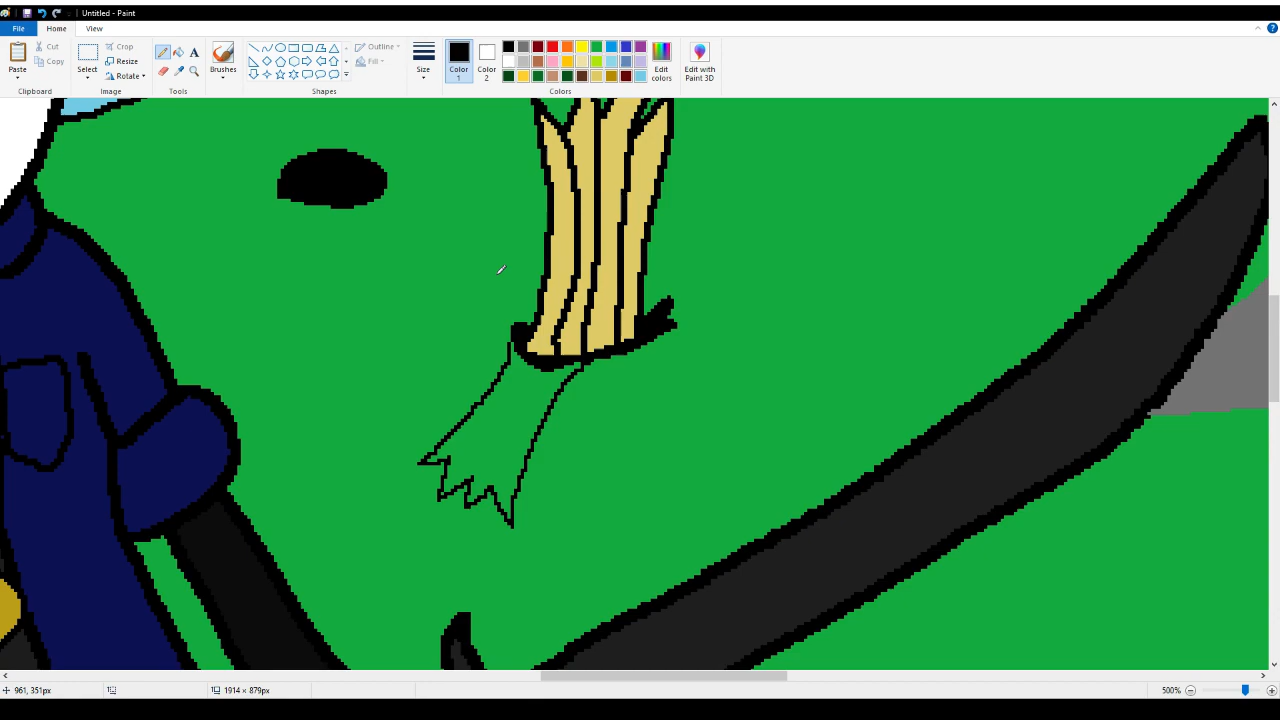 Untitled - Paint
File Home View
Paste
Cut
Copy
Clipboard
Select
Crop
Resize
Rotate
Image
A
Tools
Brushes
Outline
Fill
Shapes
Size
Color 1
Color 2
Edit colors
Edit with Paint 3D
Colors
961, 351px
1914 × 879px
500%